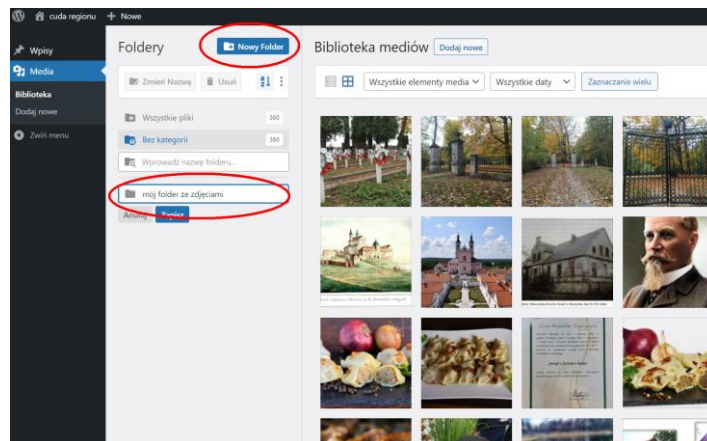 cuda regionu + Nowe
Wpisy
Media
Biblioteka
Dodaj nowe
Zwiń menu
Foldery
Nowy Folder
Zmień Nazwę
Usuń
Wszystkie pliki 360
Bez kategorii 360
Wprowadź nazwę folderu...
mój folder ze zdjęciami
Anuluj Zapisz
Biblioteka mediów Dodaj nowe
Wszystkie elementy media Wszystkie daty Zaznaczanie wielu